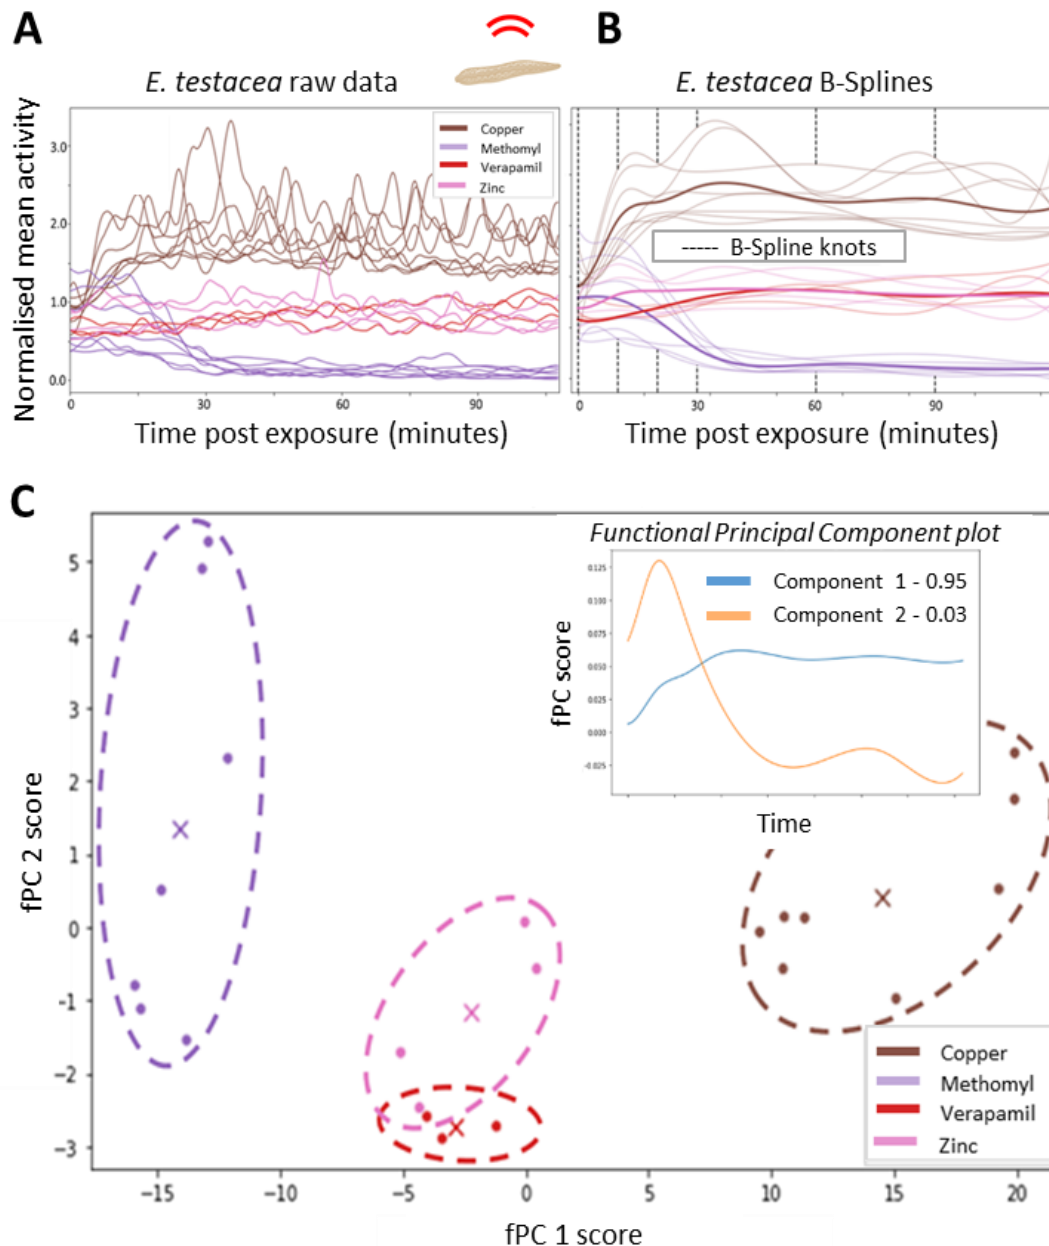 A
B
E. testacea raw data
E. testacea B-Splines
Normalised mean activity
3.0
2.0
1.0
0.0
Copper
Methomyl
Verapamil
Zinc
----- B-Spline knots
0
30
60
90
0
30
60
90
Time post exposure (minutes)
Time post exposure (minutes)
C
Functional Principal Component plot
Component 1 - 0.95
Component 2 - 0.03
fPC score
0.125
0.100
0.075
0.050
0.025
0.000
-0.025
Time
fPC 2 score
5
4
3
2
1
0
−1
−2
−3
Copper
Methomyl
Verapamil
Zinc
−15
−10
−5
0
5
10
15
20
fPC 1 score